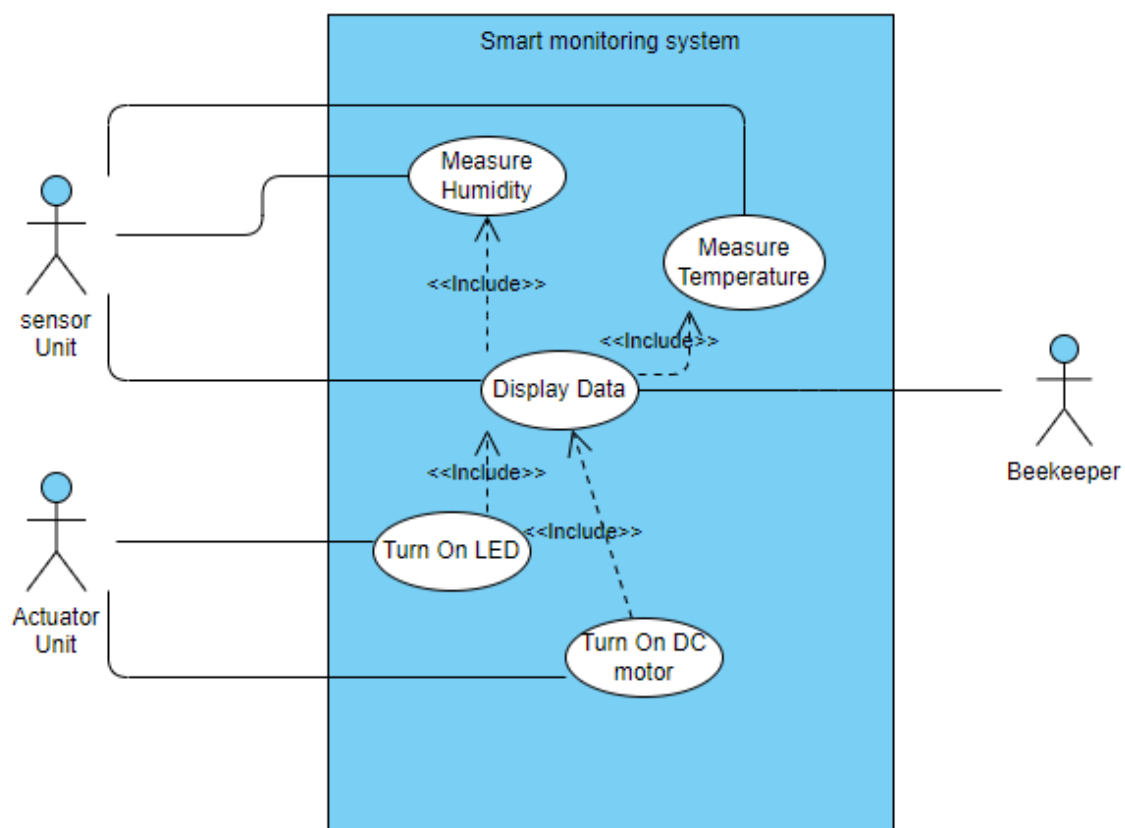 Smart monitoring system
Measure
Humidity
Measure
Temperature
<<Include>>
sensor
Unit
<<Include>>
Display Data
Beekeeper
<<Include>>
<<Include>>
Turn On LED
Actuator
Unit
Turn On DC
motor